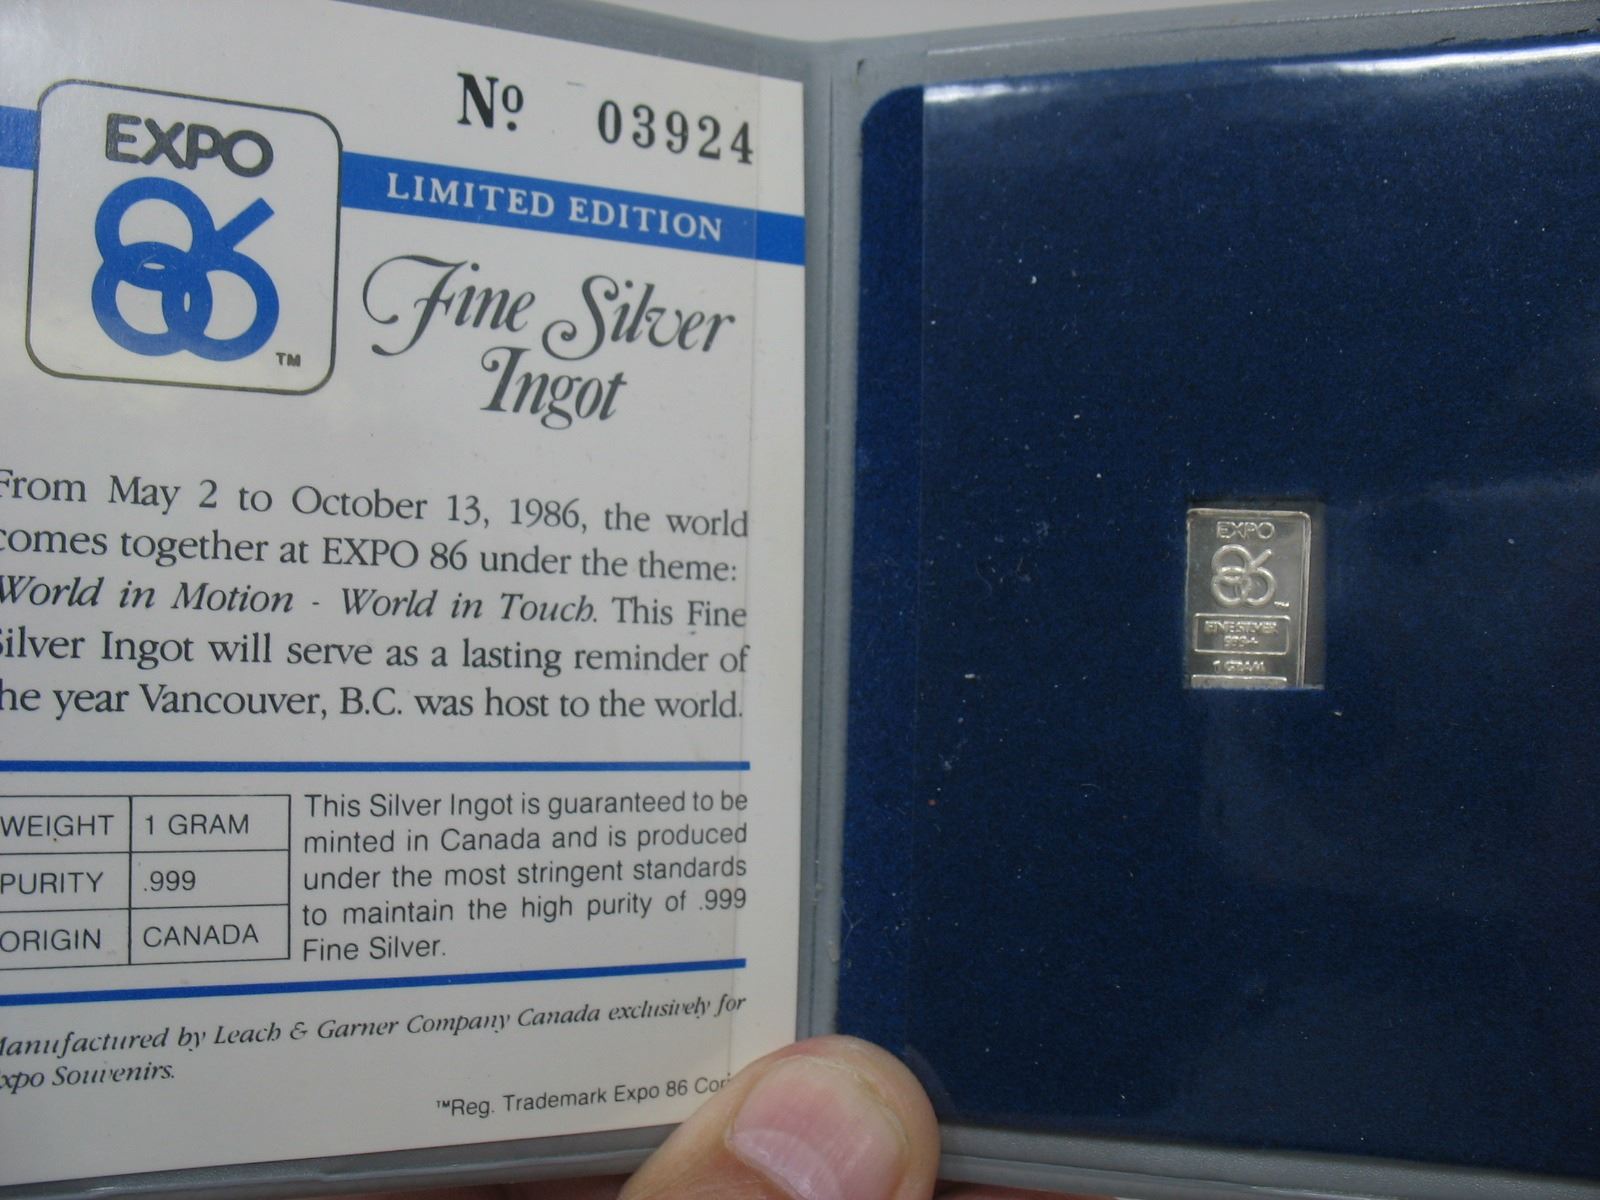 Nº 03924
EXPO
86
TM
LIMITED EDITION
Fine Silver
Ingot
From May 2 to October 13, 1986, the world
comes together at EXPO 86 under the theme:
World in Motion - World in Touch. This Fine
Silver Ingot will serve as a lasting reminder of
the year Vancouver, B.C. was host to the world.
WEIGHT 1 GRAM
PURITY .999
ORIGIN CANADA
This Silver Ingot is guaranteed to be
minted in Canada and is produced
under the most stringent standards
to maintain the high purity of .999
Fine Silver.
Manufactured by Leach & Garner Company Canada exclusively for
Expo Souvenirs.
™Reg. Trademark Expo 86
EXPO
86
TM
FINE SILVER
1 GRAM